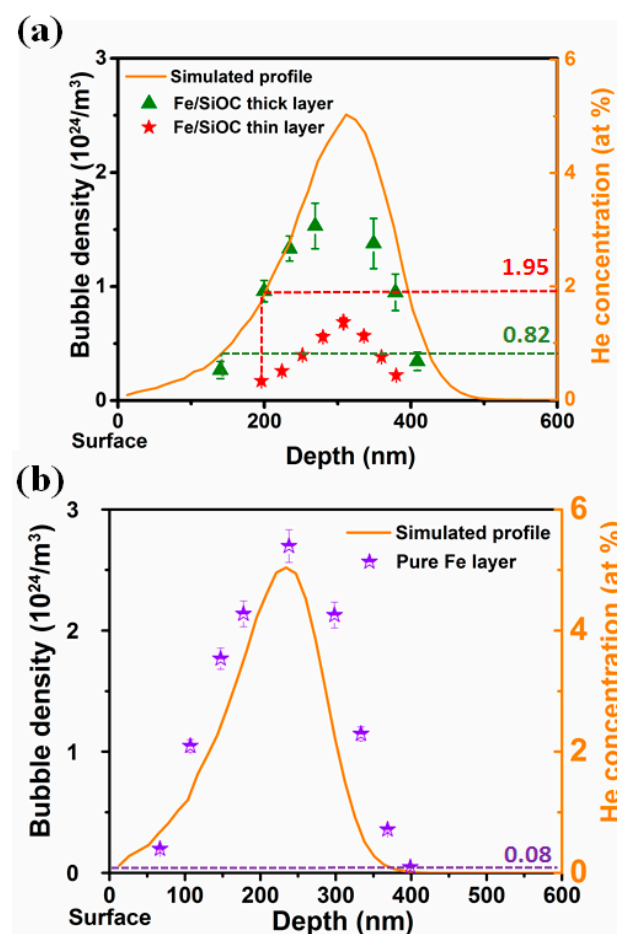 (a)
Bubble density (10²⁴/m³)
3
2
1
0
Simulated profile
Fe/SiOC thick layer
Fe/SiOC thin layer
1.95
0.82
6
4
2
0
He concentration (at %)
0
200
400
600
Surface
Depth (nm)
(b)
Bubble density (10²⁴/m³)
3
2
1
0
Simulated profile
Pure Fe layer
0.08
6
4
2
0
He concentration (at %)
0 100 200 300 400 500 600
Surface
Depth (nm)